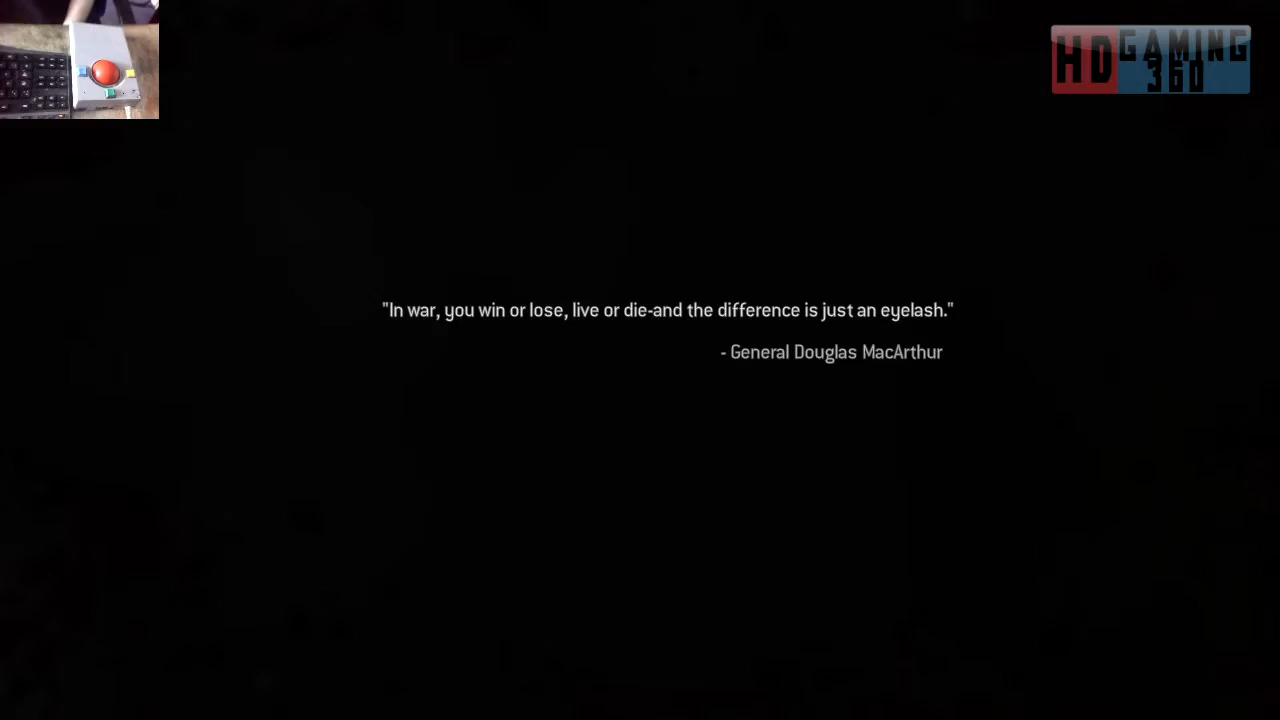 HD GAMING
360
"In war, you win or lose, live or die-and the difference is just an eyelash."
- General Douglas MacArthur